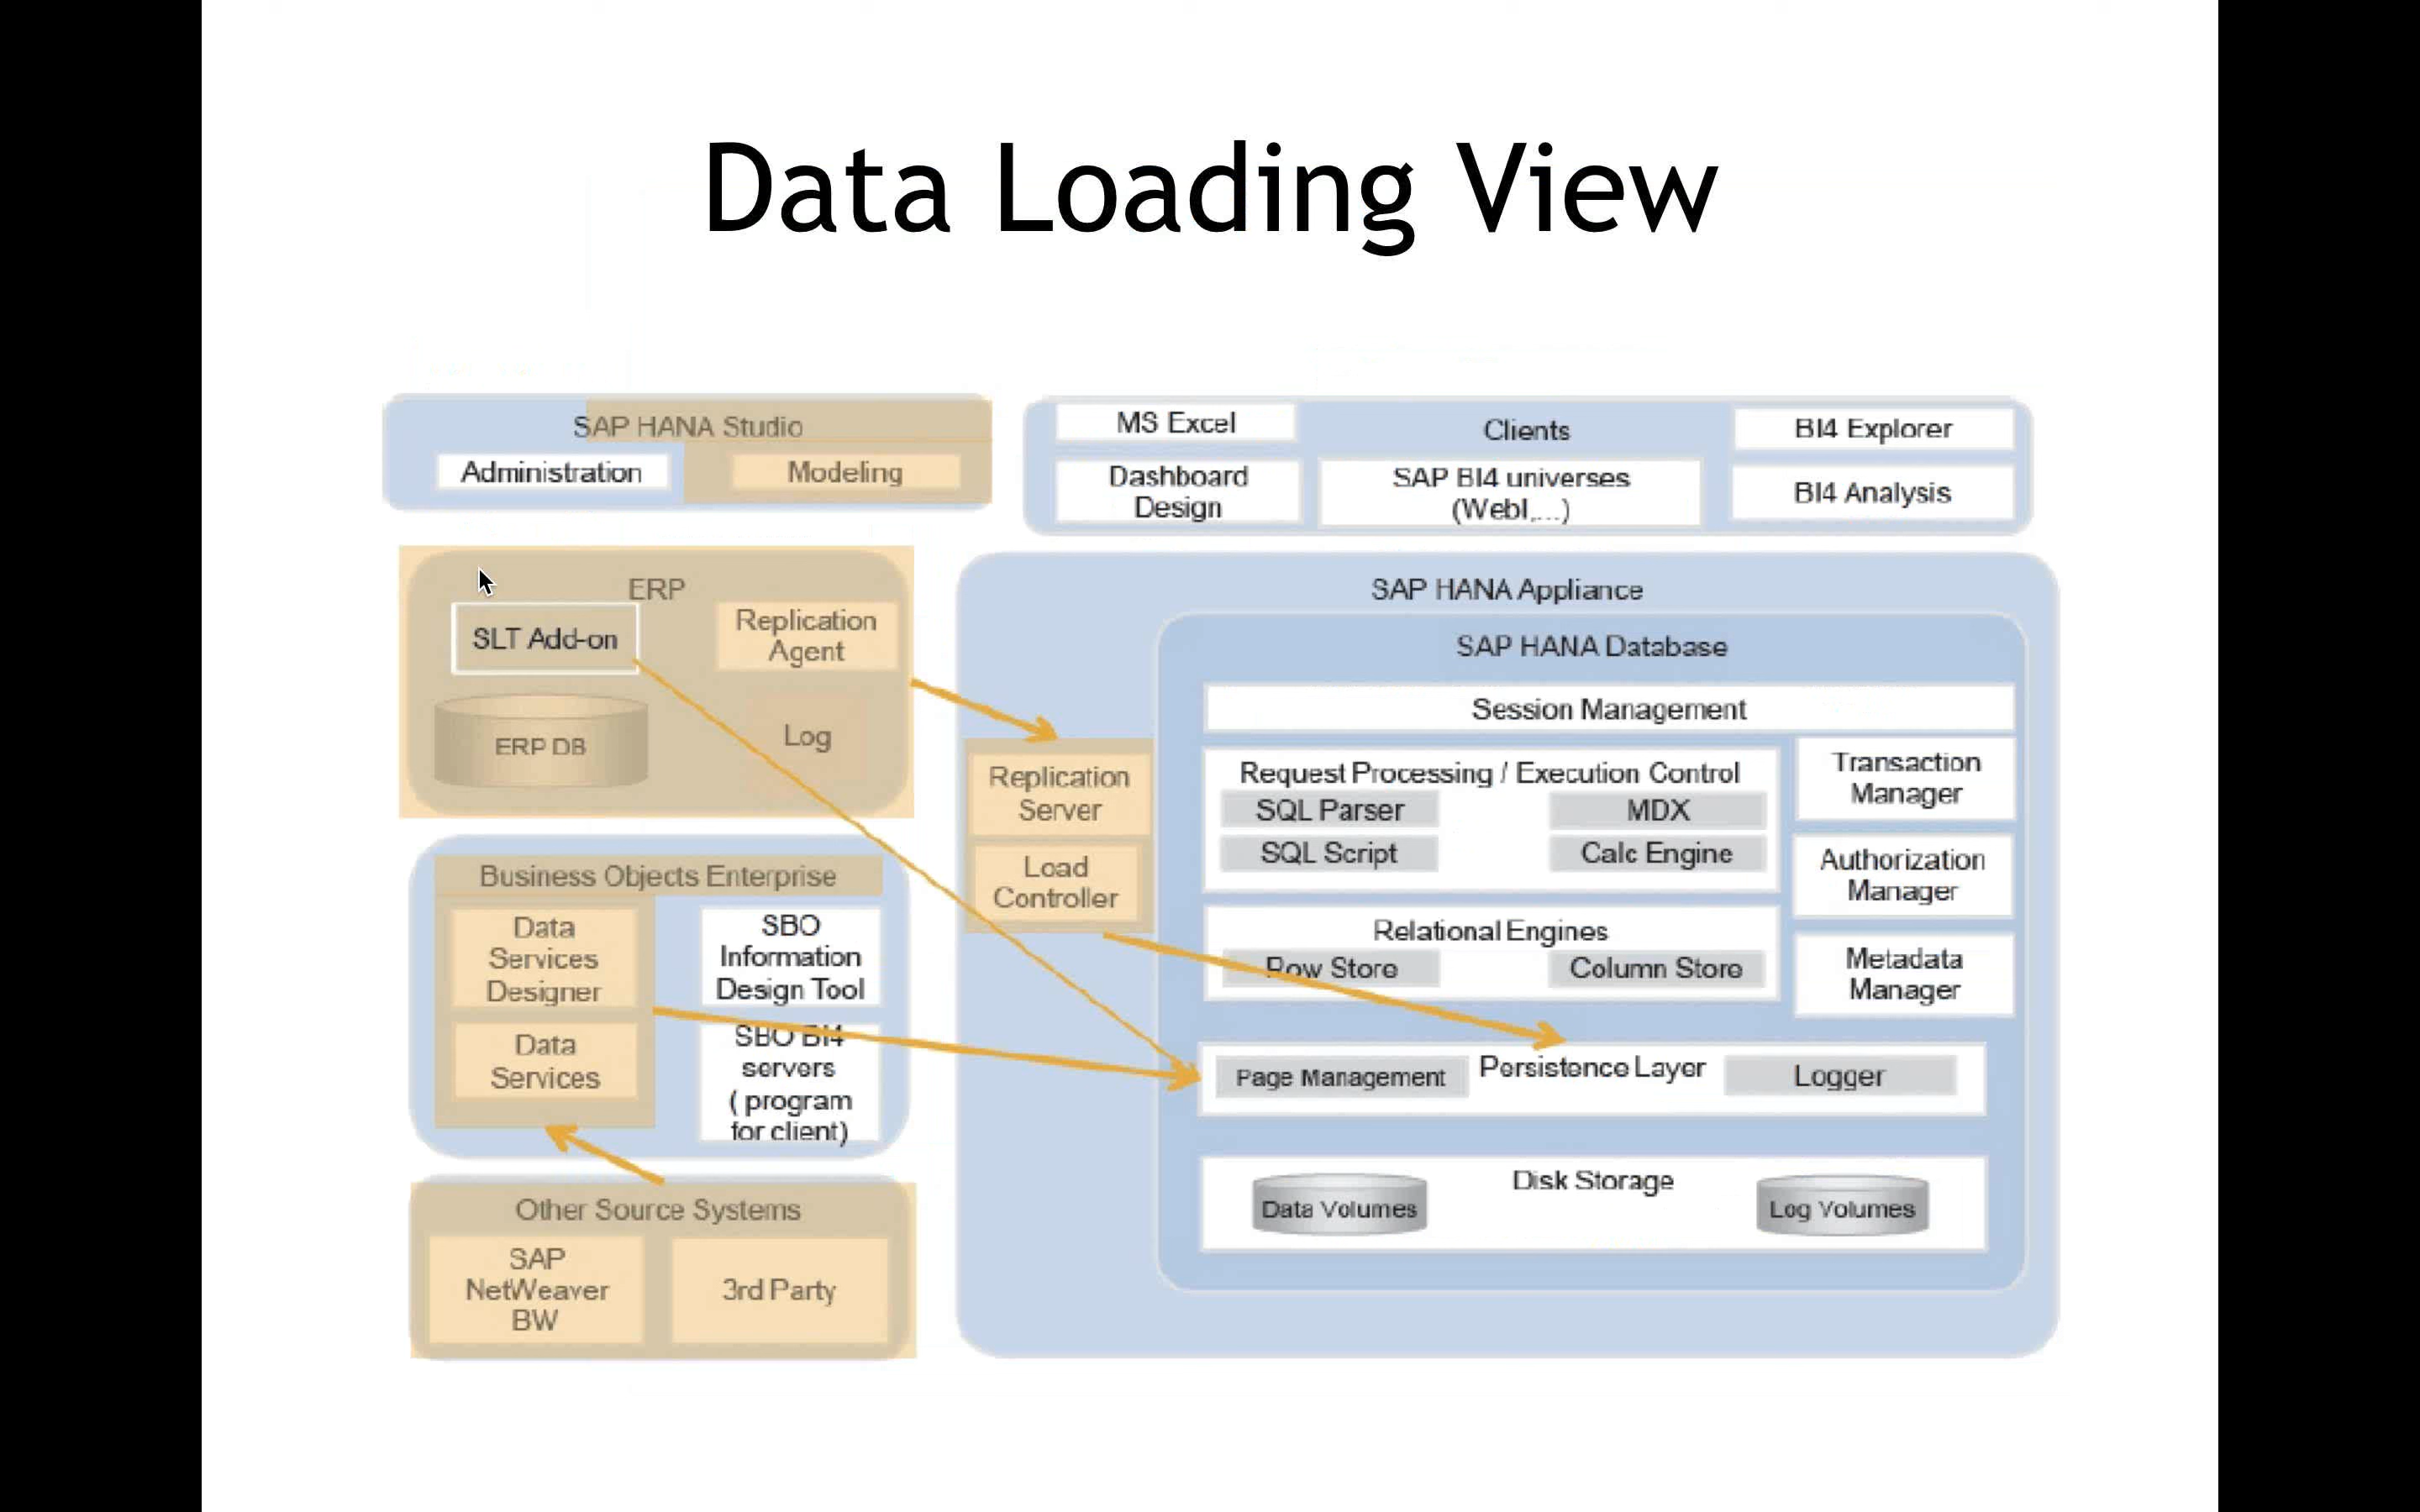 Data Loading View
SAP HANA Studio
Administration
Modeling
MS Excel
Clients
BI4 Explorer
Dashboard
Design
SAP BI4 universes
(WebI,...)
BI4 Analysis
ERP
SLT Add-on
Replication
Agent
ERP DB
Log
Business Objects Enterprise
Data
Services
Designer
SBO
Information
Design Tool
Data
Services
SBO BI4
servers
( program
for client)
Other Source Systems
SAP
NetWeaver
BW
3rd Party
SAP HANA Appliance
Replication
Server
Load
Controller
SAP HANA Database
Session Management
Request Processing / Execution Control
SQL Parser
MDX
SQL Script
Calc Engine
Transaction
Manager
Authorization
Manager
Relational Engines
Row Store
Column Store
Metadata
Manager
Page Management
Persistence Layer
Logger
Disk Storage
Data Volumes
Log Volumes